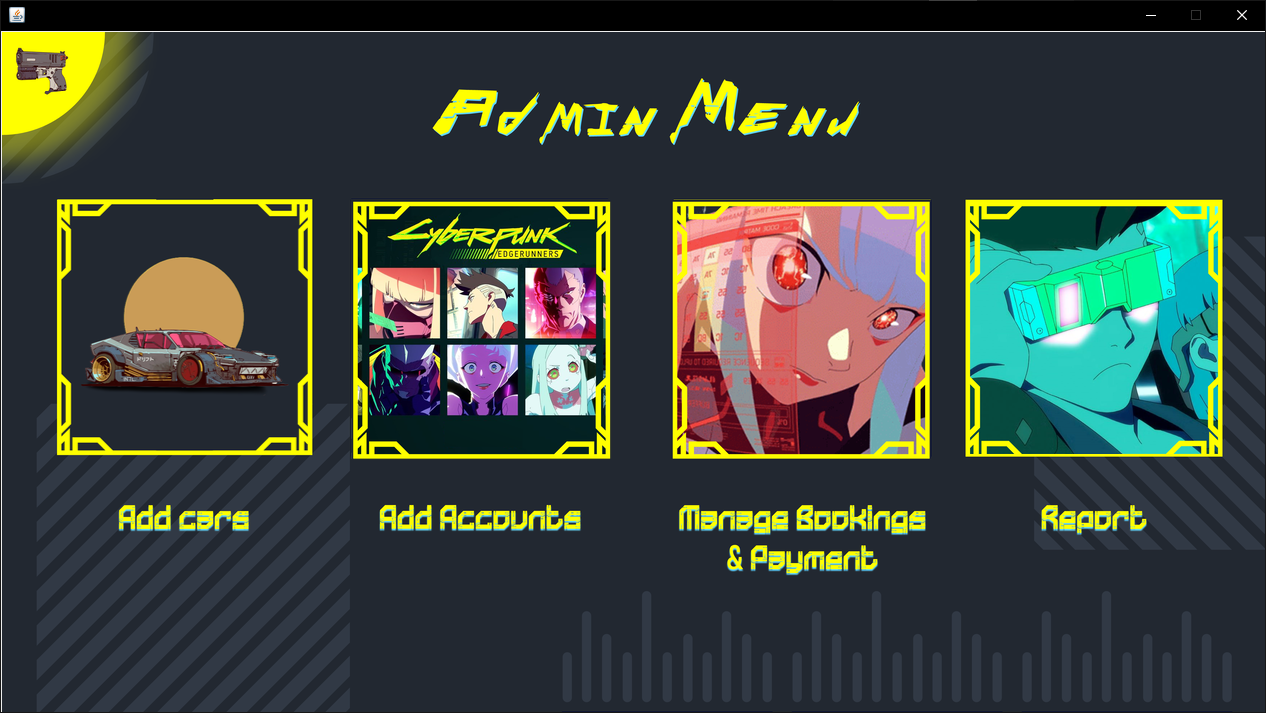 Admin Menu
CYBERPUNK
EDGERUNNERS
Add cars
Add Accounts
Manage Bookings
& Payment
Report